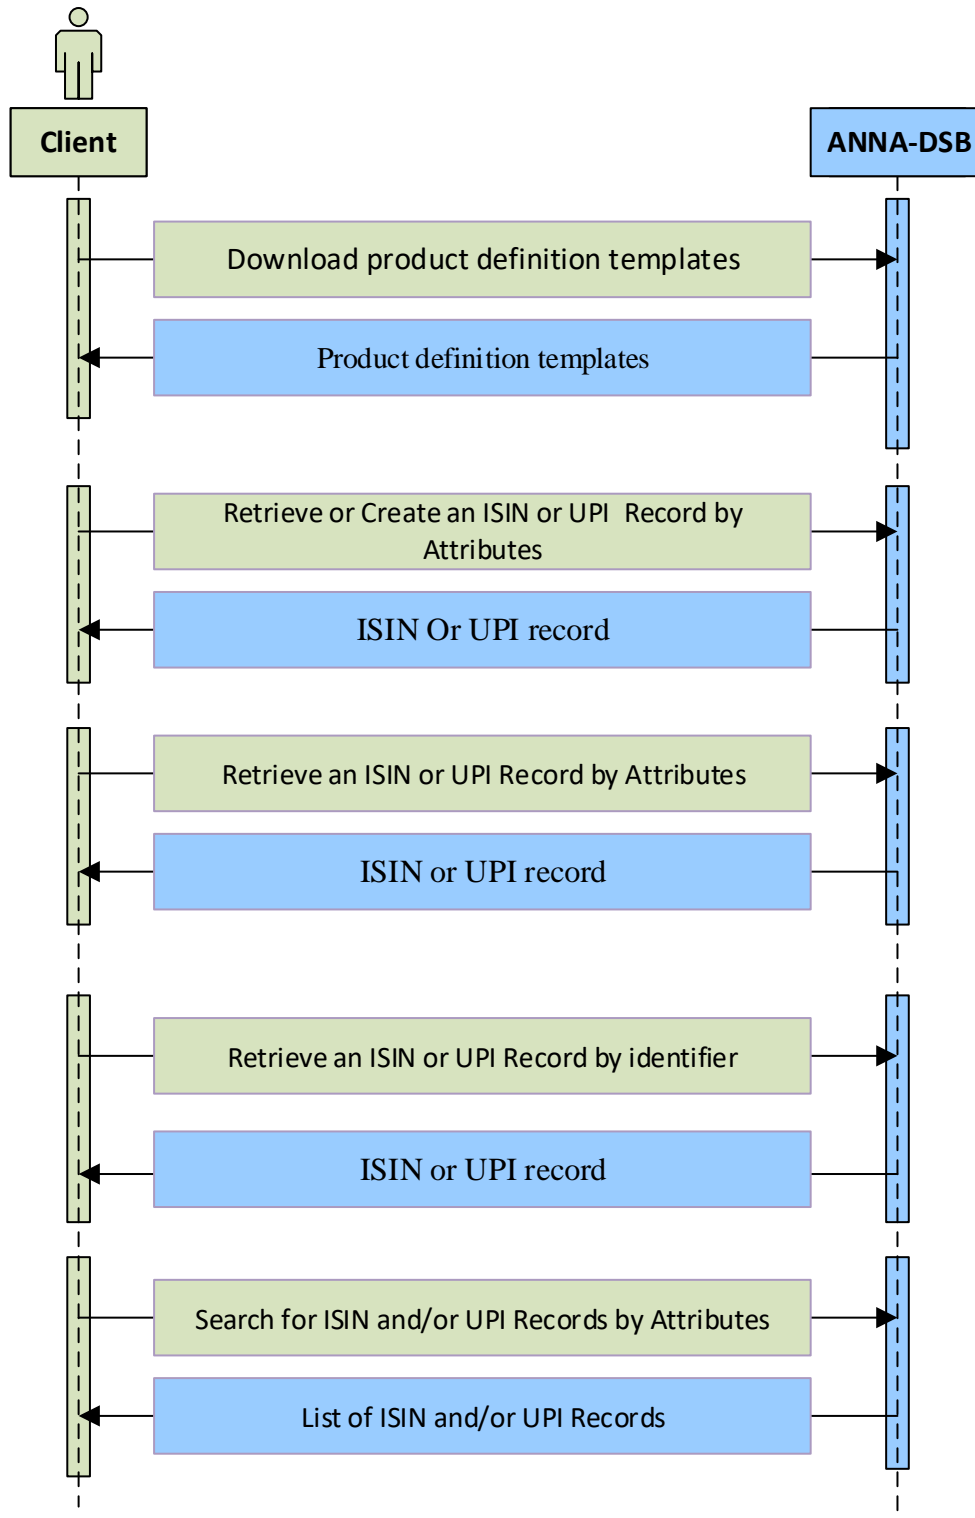 Client
ANNA-DSB
Download product definition templates
Product definition templates
Retrieve or Create an ISIN or UPI  Record by
Attributes
ISIN Or UPI record
Retrieve an ISIN or UPI Record by Attributes
ISIN or UPI record
Retrieve an ISIN or UPI Record by identifier
ISIN or UPI record
Search for ISIN and/or UPI Records by Attributes
List of ISIN and/or UPI Records